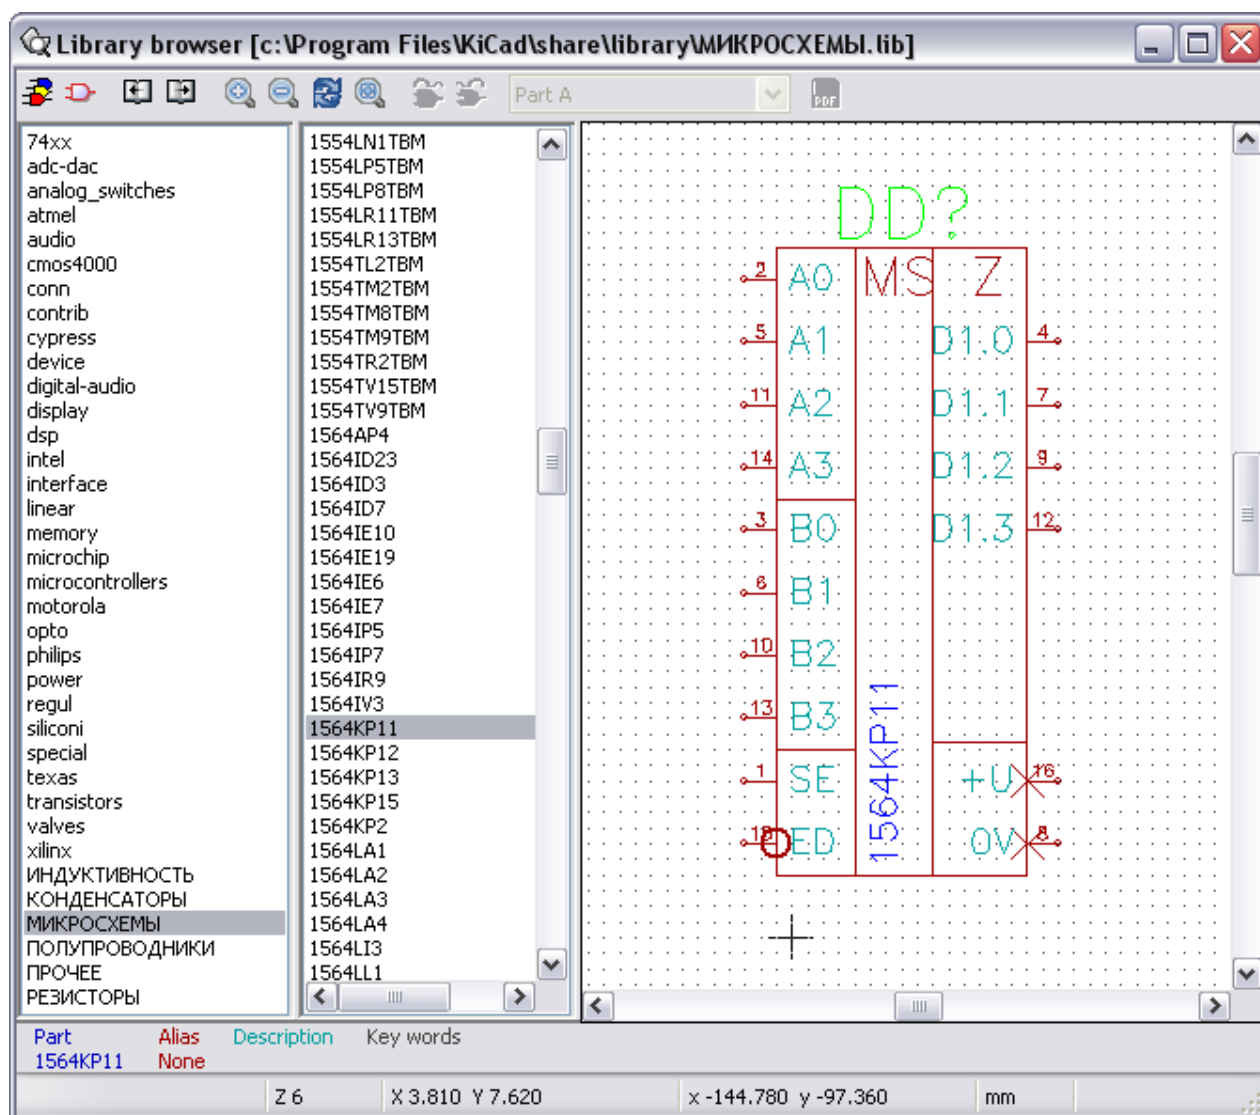 Library browser [c:\Program Files\KiCad\share\library\МИКРОСХЕМЫ.lib]
Part A
PDF
74xx
adc-dac
analog_switches
atmel
audio
cmos4000
conn
contrib
cypress
device
digital-audio
display
dsp
intel
interface
linear
memory
microchip
microcontrollers
motorola
opto
philips
power
regul
siliconi
special
texas
transistors
valves
xilinx
ИНДУКТИВНОСТЬ
КОНДЕНСАТОРЫ
МИКРОСХЕМЫ
ПОЛУПРОВОДНИКИ
ПРОЧЕЕ
РЕЗИСТОРЫ
1554LN1TBM
1554LP5TBM
1554LP8TBM
1554LR11TBM
1554LR13TBM
1554TL2TBM
1554TM2TBM
1554TM8TBM
1554TM9TBM
1554TR2TBM
1554TV15TBM
1554TV9TBM
1564AP4
1564ID23
1564ID3
1564ID7
1564IE10
1564IE19
1564IE6
1564IE7
1564IP5
1564IP7
1564IR9
1564IV3
1564KP11
1564KP12
1564KP13
1564KP15
1564KP2
1564LA1
1564LA2
1564LA3
1564LA4
1564LI3
1564LL1
DD?
2 A0 MS Z
5 A1 D1.0 4
11 A2 D1.1 7
14 A3 D1.2 9
3 B0 D1.3 12
6 B1
10 B2
13 B3
1564KP11
1 SE +U 16
15 ED 0V 8
Part Alias Description Key words
1564KP11 None
Z 6 X 3.810 Y 7.620 x -144.780 y -97.360 mm